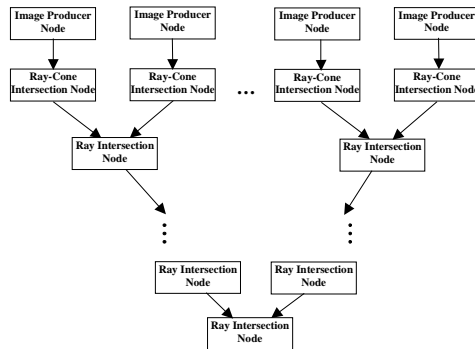 Image Producer
Node
Image Producer
Node
Image Producer
Node
Image Producer
Node
Ray-Cone
Intersection Node
Ray-Cone
Intersection Node
...
Ray-Cone
Intersection Node
Ray-Cone
Intersection Node
Ray Intersection
Node
Ray Intersection
Node
Ray Intersection
Node
Ray Intersection
Node
Ray Intersection
Node